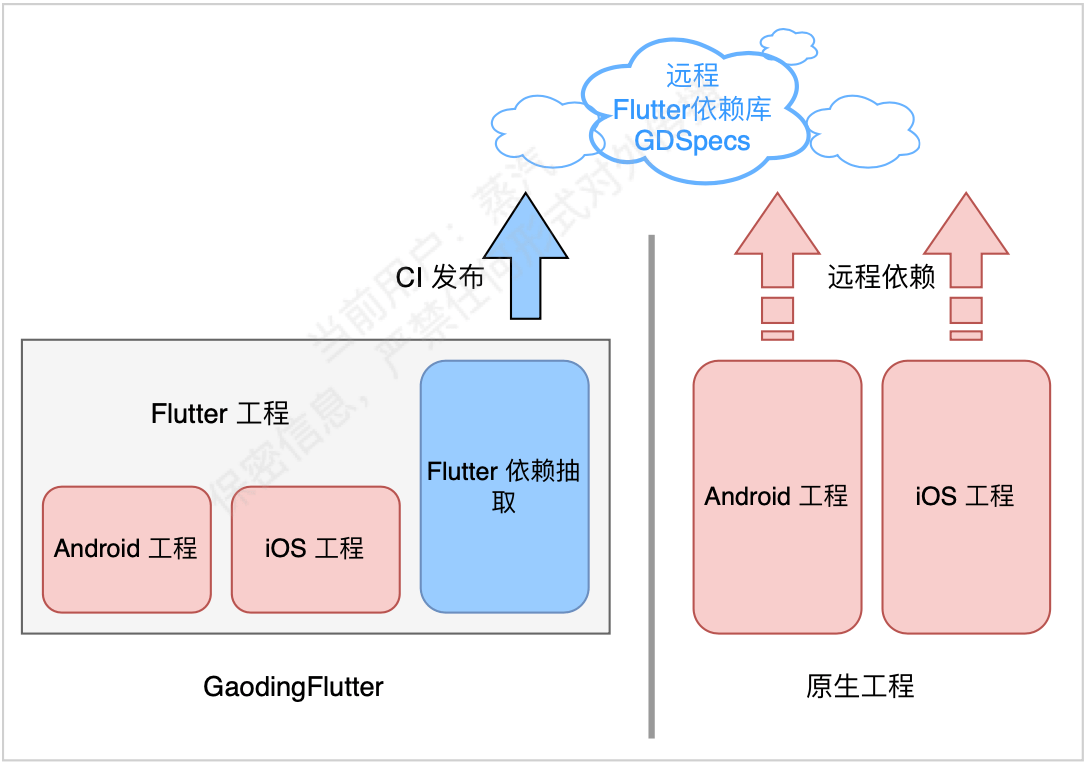 远程
Flutter依赖库
GDSpecs
CI 发布
远程依赖
Flutter 工程
Flutter 依赖抽
取
Android 工程
iOS 工程
Android 工程
iOS 工程
GaodingFlutter
原生工程
当前用户：蒸汽
保密信息，严禁任何形式对外